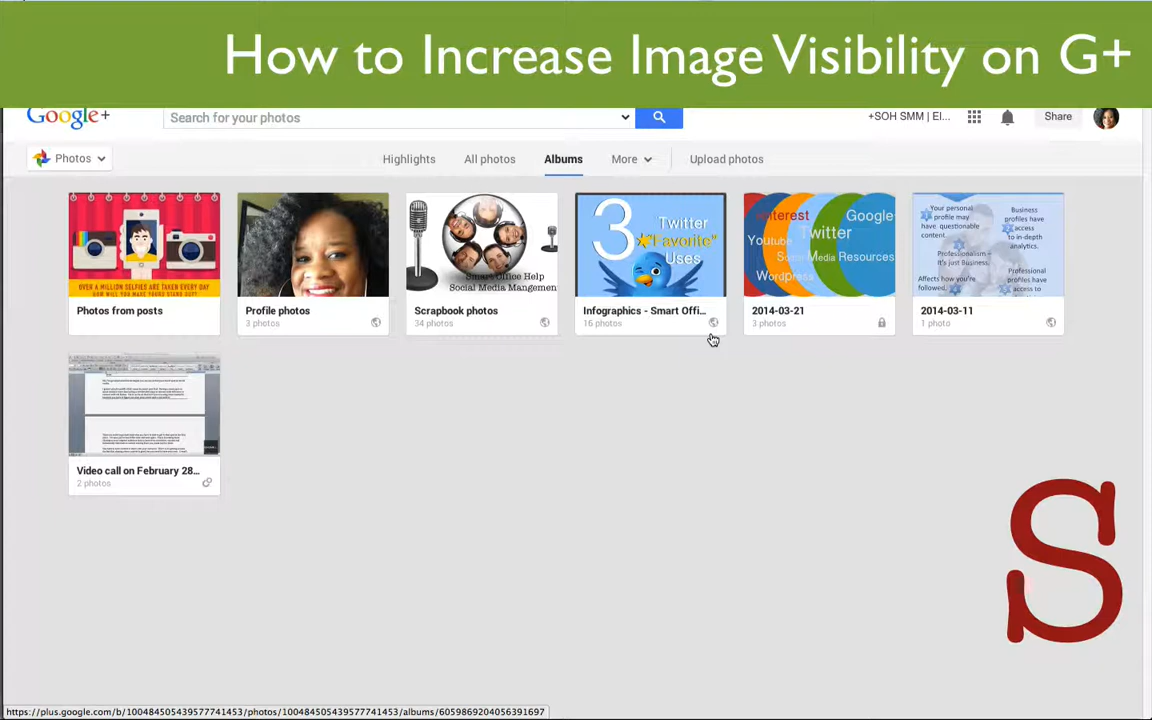 How to Increase Image Visibility on G+
Google+
Search for your photos
+SOH SMM | El...
Share
Photos
Highlights
All photos
Albums
More
Upload photos
OVER A MILLION SELFIES ARE TAKEN EVERY DAY
HOW WILL YOU MAKE YOURS STAND OUT?
Photos from posts
Profile photos
3 photos
Smart Office Help
Social Media Managemen
Scrapbook photos
34 photos
3
Twitter
"Favorite"
Uses
Infographics - Smart Offi...
16 photos
Pinterest
Google
Youtube
Twitter
Social Media Resources
Wordpress
2014-03-21
3 photos
Your personal
profile may
have questionable
content.
Professionalism –
It's just Business.
Affects how you're
followed.
Business
profiles have
access to
in-depth
analytics.
Professional
profiles have
access to
2014-03-11
1 photo
Video call on February 28...
2 photos
S
https://plus.google.com/b/100484505439577741453/photos/100484505439577741453/albums/6059869204056391697